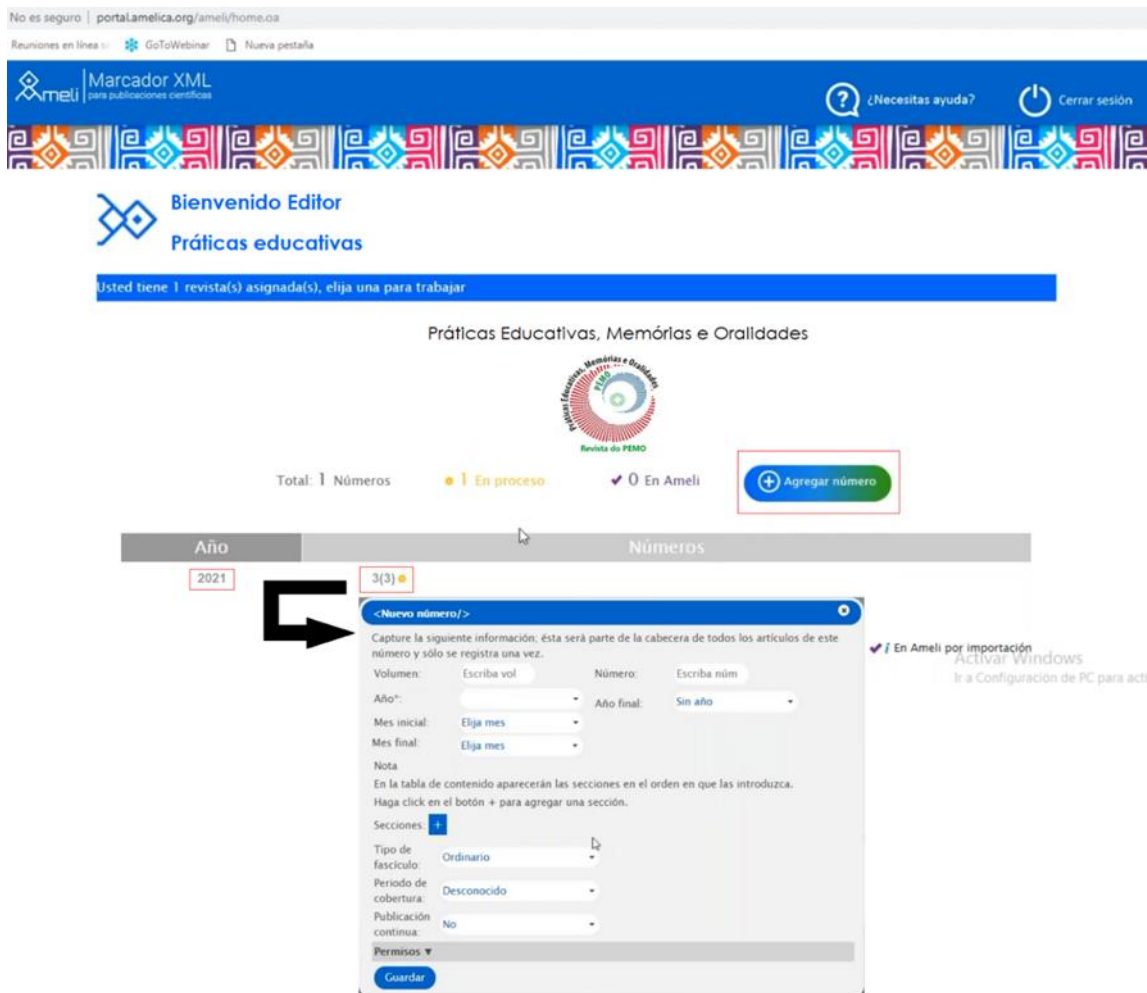 No es seguro | portal.amelica.org/ameli/home.oa
Reuniones en línea GoToWebinar Nueva pestaña
Ameli Marcador XML
para publicaciones científicas
¿Necesitas ayuda? Cerrar sesión
Bienvenido Editor
Práticas educativas
Usted tiene 1 revista(s) asignada(s), elija una para trabajar
Práticas Educativas, Memórias e Oralidades
Práticas Educativas, Memórias e Oralidades
PEMO
Revista do PEMO
Total: 1 Números 1 En proceso ✔ 0 En Ameli Agregar número
Año Números
2021 3(3)
<Nuevo número/>
Capture la siguiente información; ésta será parte de la cabecera de todos los artículos de este
número y sólo se registra una vez.
✔ i En Ameli por importación
Activar Windows
Ir a Configuración de PC para acti
Volumen: Escriba vol Número: Escriba núm
Año*: Año final: Sin año
Mes inicial: Elija mes
Mes final: Elija mes
Nota
En la tabla de contenido aparecerán las secciones en el orden en que las introduzca.
Haga click en el botón + para agregar una sección.
Secciones: +
Tipo de
fascículo: Ordinario
Periodo de
cobertura: Desconocido
Publicación
continua: No
Permisos ▼
Guardar